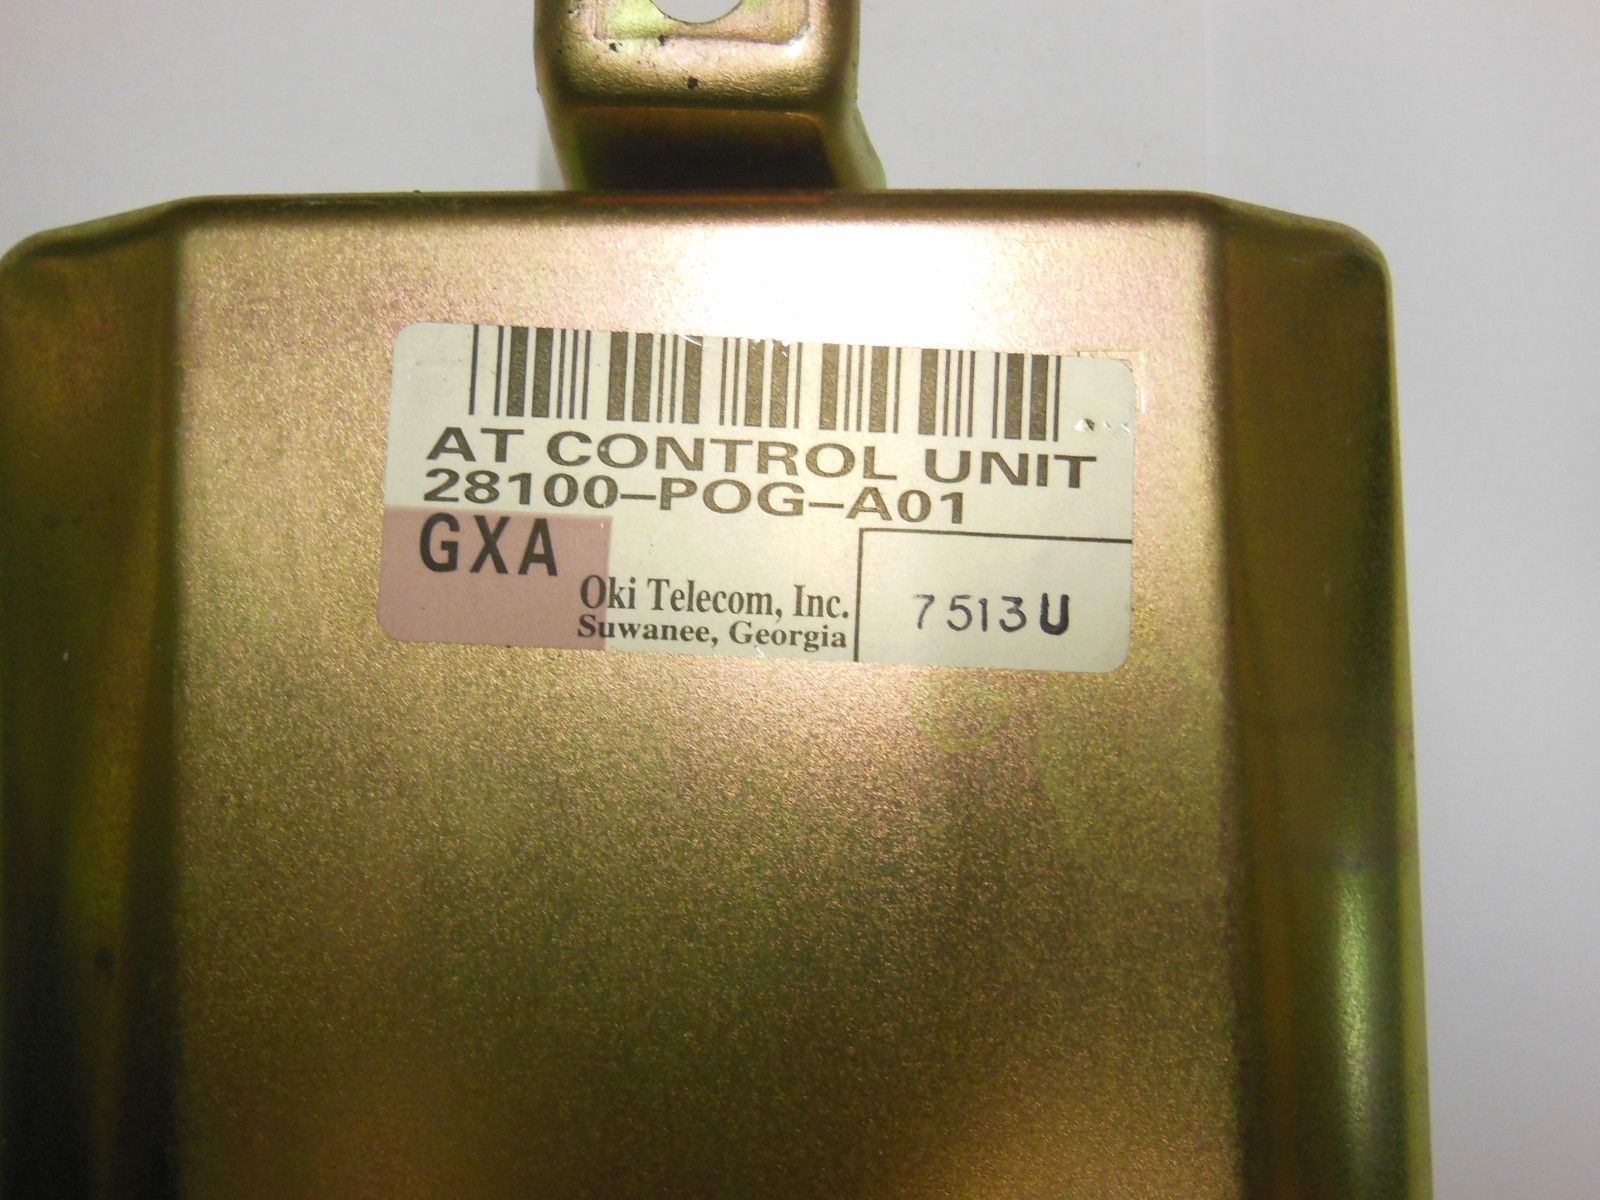 AT CONTROL UNIT
28100-POG-A01
GXA
Oki Telecom, Inc.
Suwanee, Georgia
7513U